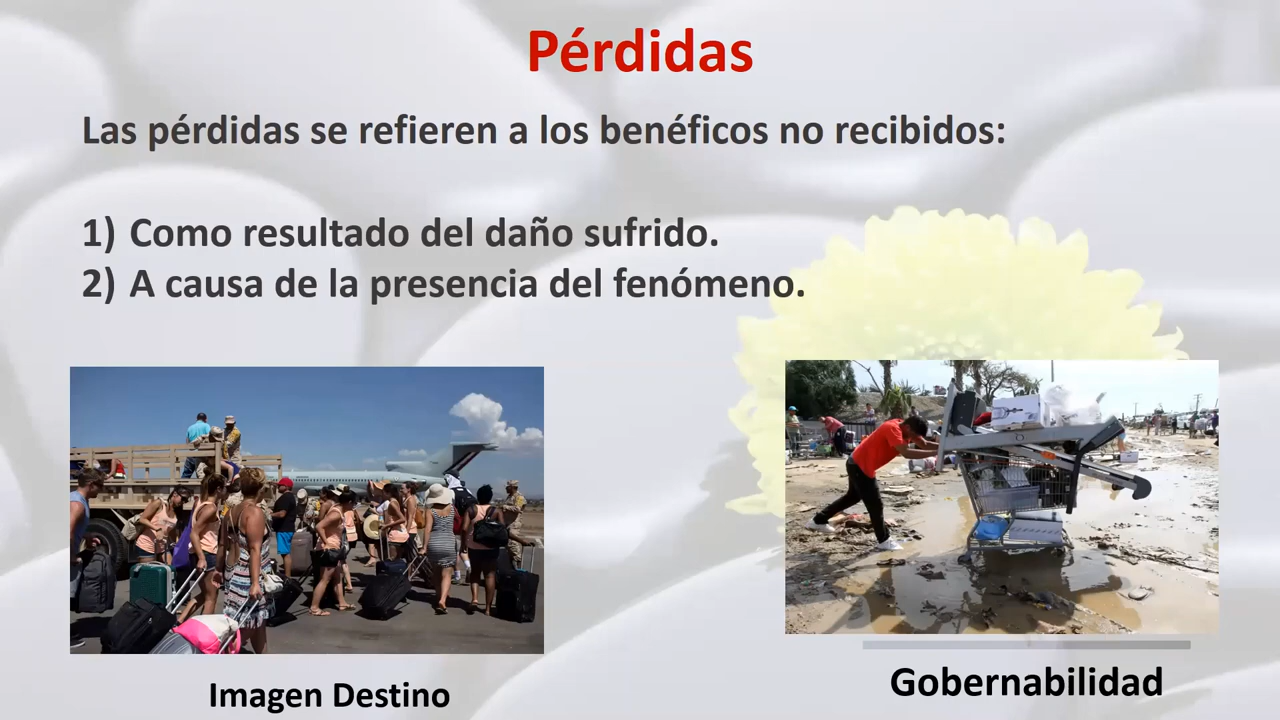 Pérdidas
Las pérdidas se refieren a los benéficos no recibidos:
1) Como resultado del daño sufrido.
2) A causa de la presencia del fenómeno.
Imagen Destino
Gobernabilidad